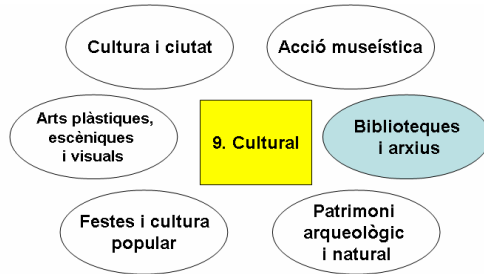 Cultura i ciutat
Acció museística
Arts plàstiques,
escèniques
i visuals
9. Cultural
Biblioteques
i arxius
Festes i cultura
popular
Patrimoni
arqueològic
i natural